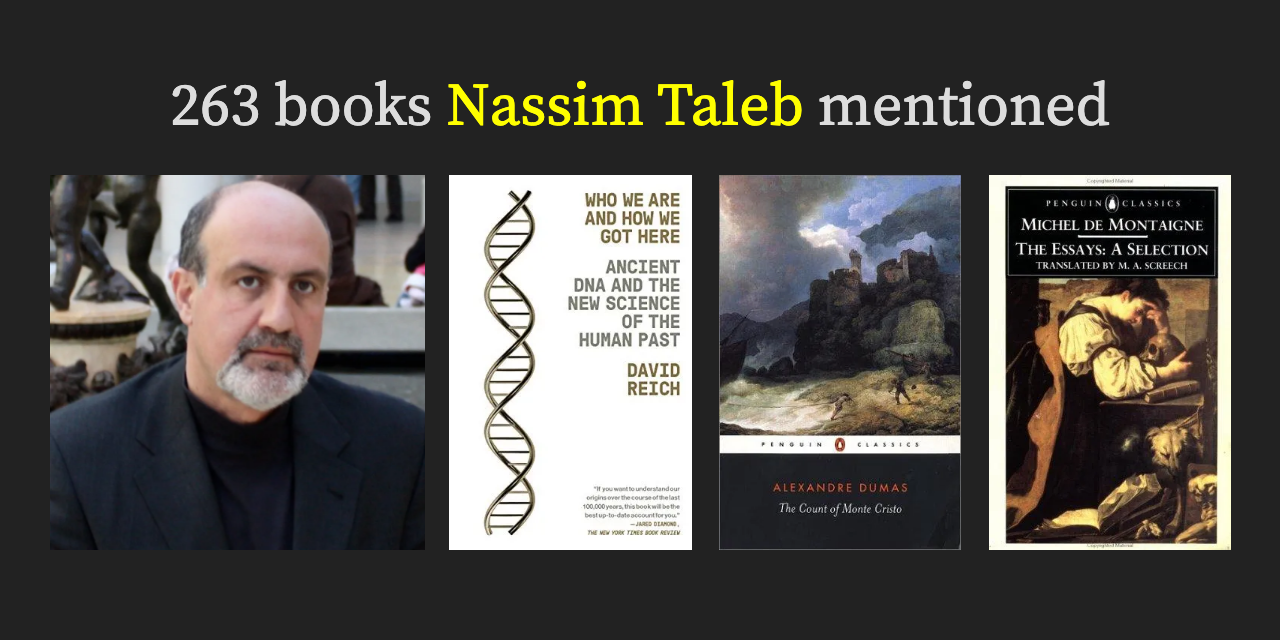 263 books Nassim Taleb mentioned
WHO WE ARE
AND HOW WE
GOT HERE
ANCIENT
DNA AND THE
NEW SCIENCE
OF THE
HUMAN PAST
DAVID
REICH
"If you want to understand our
origins over the course of the last
100,000 years, this book will be the
best up-to-date account for you."
—JARED DIAMOND,
THE NEW YORK TIMES BOOK REVIEW
PENGUIN CLASSICS
ALEXANDRE DUMAS
The Count of Monte Cristo
Copyrighted Material
PENGUIN CLASSICS
MICHEL DE MONTAIGNE
THE ESSAYS: A SELECTION
TRANSLATED BY M. A. SCREECH
Copyrighted Material